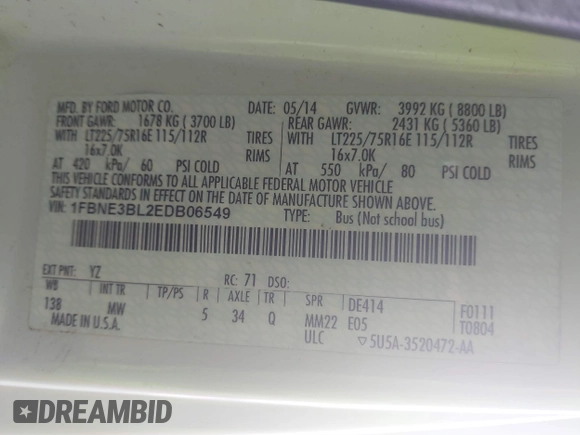 MFD. BY FORD MOTOR CO.
DATE: 05/14 GVWR: 3992 KG ( 8800 LB)
FRONT GAWR: 1678 KG ( 3700 LB) REAR GAWR: 2431 KG ( 5360 LB)
WITH LT225/75R16E 115/112R TIRES WITH LT225/75R16E 115/112R TIRES
16x7.0K RIMS 16x7.0K RIMS
AT 420 kPa/ 60 PSI COLD AT 550 kPa/ 80 PSI COLD
THIS VEHICLE CONFORMS TO ALL APPLICABLE FEDERAL MOTOR VEHICLE
SAFETY STANDARDS IN EFFECT ON THE DATE OF MANUFACTURE SHOWN ABOVE.
VIN: 1FBNE3BL2EDB06549 TYPE: Bus (Not school bus)
EXT PNT: YZ RC: 71 DSO:
WB INT TR TP/PS R AXLE TR SPR DE414 F0111
138 MW 5 34 Q MM22 E05 T0804
MADE IN U.S.A. ULC ▽5U5A-3520472-AA
DREAMBID